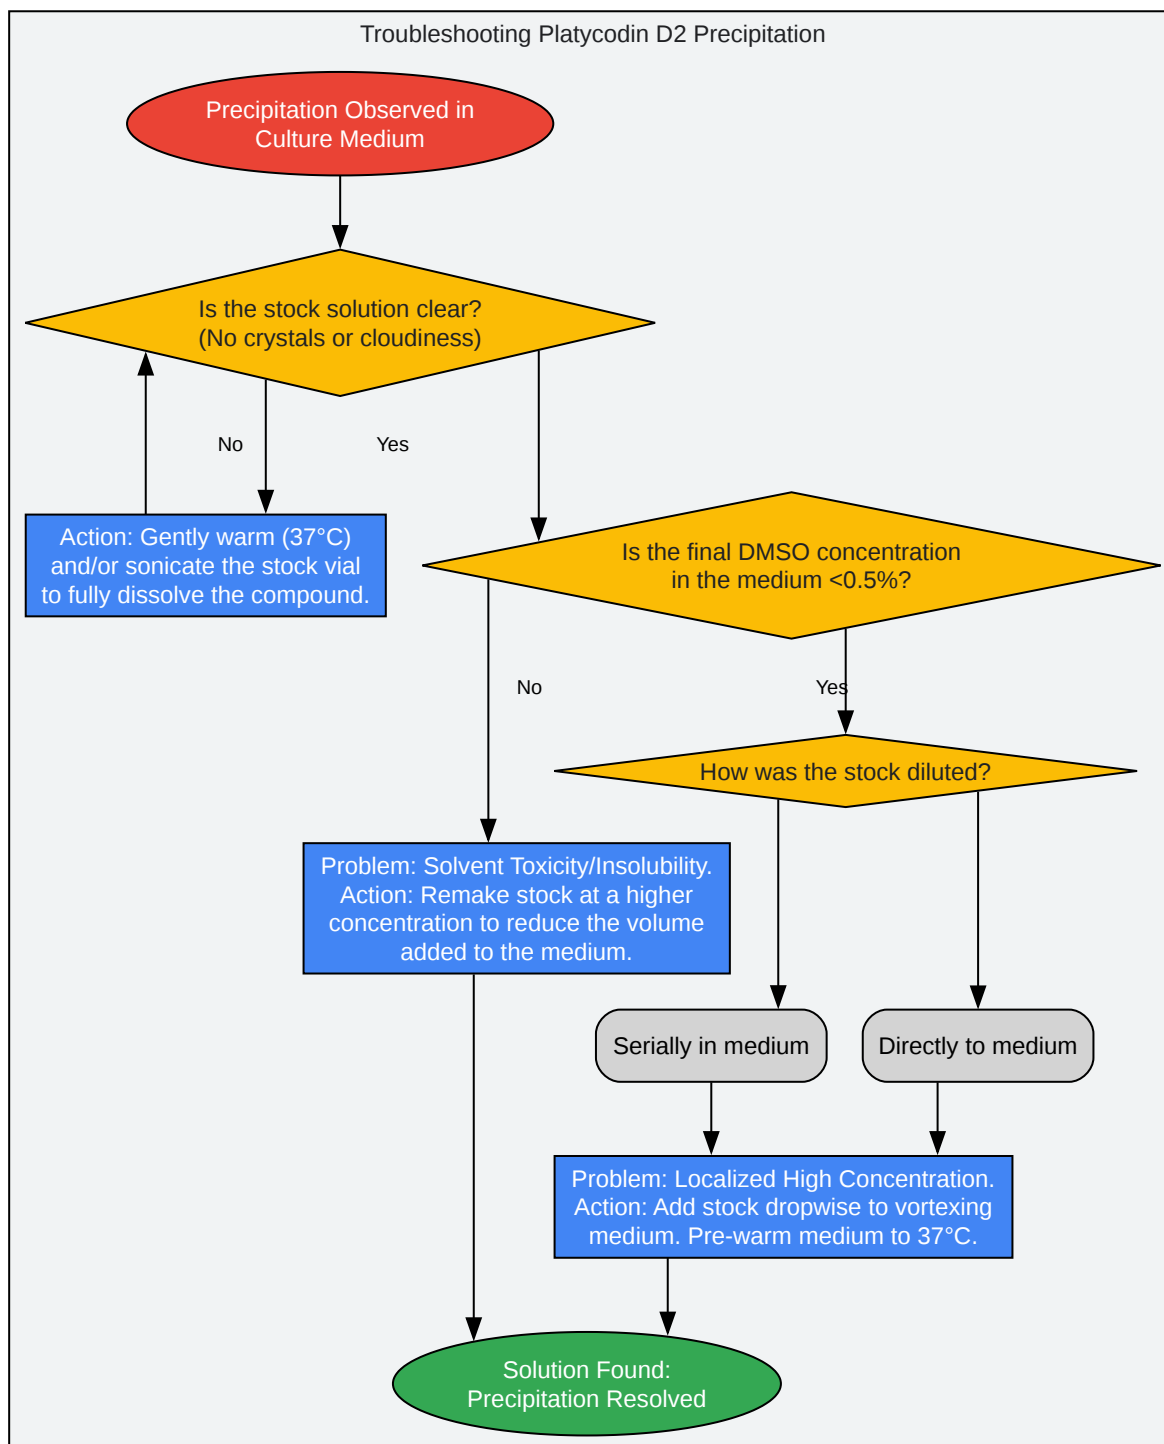 Troubleshooting Platycodin D2 Precipitation
Precipitation Observed in
Culture Medium
Is the stock solution clear?
(No crystals or cloudiness)
No
Yes
Action: Gently warm (37°C)
and/or sonicate the stock vial
to fully dissolve the compound.
Is the final DMSO concentration
in the medium <0.5%?
No
Yes
How was the stock diluted?
Problem: Solvent Toxicity/Insolubility.
Action: Remake stock at a higher
concentration to reduce the volume
added to the medium.
Serially in medium
Directly to medium
Problem: Localized High Concentration.
Action: Add stock dropwise to vortexing
medium. Pre-warm medium to 37°C.
Solution Found:
Precipitation Resolved